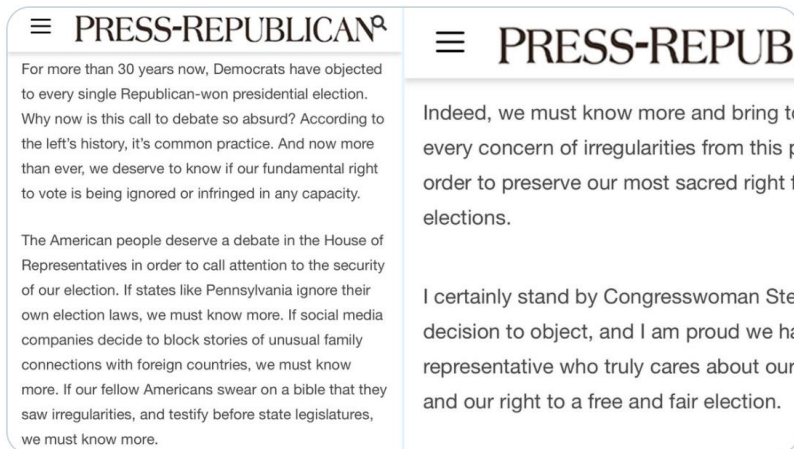 PRESS-REPUBLICAN
For more than 30 years now, Democrats have objected
to every single Republican-won presidential election.
Why now is this call to debate so absurd? According to
the left's history, it's common practice. And now more
than ever, we deserve to know if our fundamental right
to vote is being ignored or infringed in any capacity.
The American people deserve a debate in the House of
Representatives in order to call attention to the security
of our election. If states like Pennsylvania ignore their
own election laws, we must know more. If social media
companies decide to block stories of unusual family
connections with foreign countries, we must know
more. If our fellow Americans swear on a bible that they
saw irregularities, and testify before state legislatures,
we must know more.
PRESS-REPUB
Indeed, we must know more and bring to
every concern of irregularities from this p
order to preserve our most sacred right f
elections.
I certainly stand by Congresswoman Ste
decision to object, and I am proud we ha
representative who truly cares about our
and our right to a free and fair election.